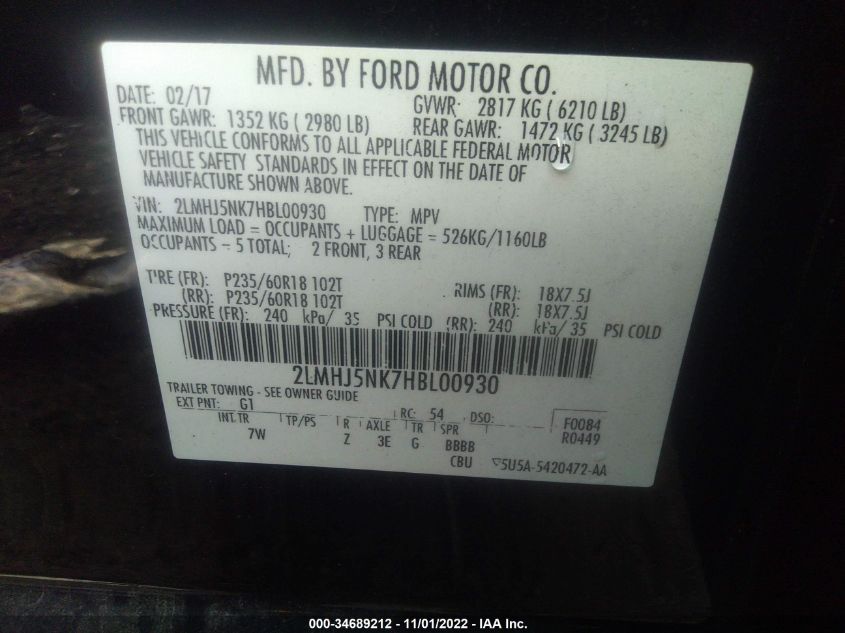 MFD. BY FORD MOTOR CO.
DATE: 02/17 GVWR: 2817 KG ( 6210 LB)
FRONT GAWR: 1352 KG ( 2980 LB) REAR GAWR: 1472 KG ( 3245 LB)
THIS VEHICLE CONFORMS TO ALL APPLICABLE FEDERAL MOTOR
VEHICLE SAFETY STANDARDS IN EFFECT ON THE DATE OF
MANUFACTURE SHOWN ABOVE.
VIN: 2LMHJ5NK7HBL00930 TYPE: MPV
MAXIMUM LOAD = OCCUPANTS + LUGGAGE = 526KG/1160LB
OCCUPANTS = 5 TOTAL; 2 FRONT, 3 REAR
TIRE (FR): P235/60R18 102T RIMS (FR): 18X7.5J
(RR): P235/60R18 102T (RR): 18X7.5J
PRESSURE (FR): 240 kPa/ 35 PSI COLD (RR): 240 kPa/ 35 PSI COLD
2LMHJ5NK7HBL00930
TRAILER TOWING - SEE OWNER GUIDE
EXT PNT: G1 RC: 54 DSO: F0084
INT TR TP/PS R AXLE TR SPR R0449
7W Z 3E G BBBB
CBU 5U5A-5420472-AA
000-34689212 - 11/01/2022 - IAA Inc.